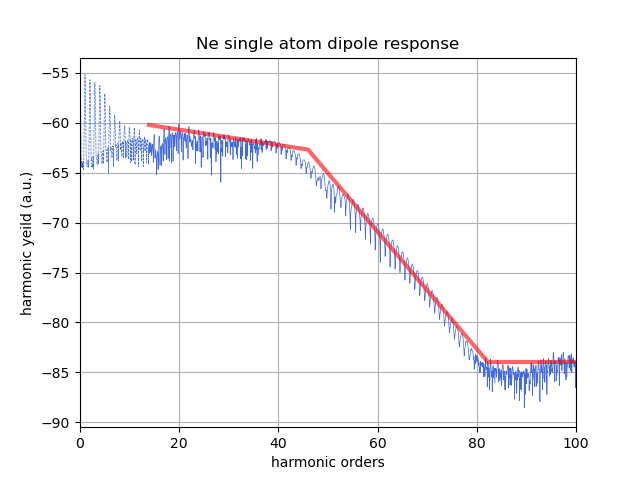 Ne single atom dipole response
harmonic yeild (a.u.)
−55
−60
−65
−70
−75
−80
−85
−90
0 20 40 60 80 100
harmonic orders